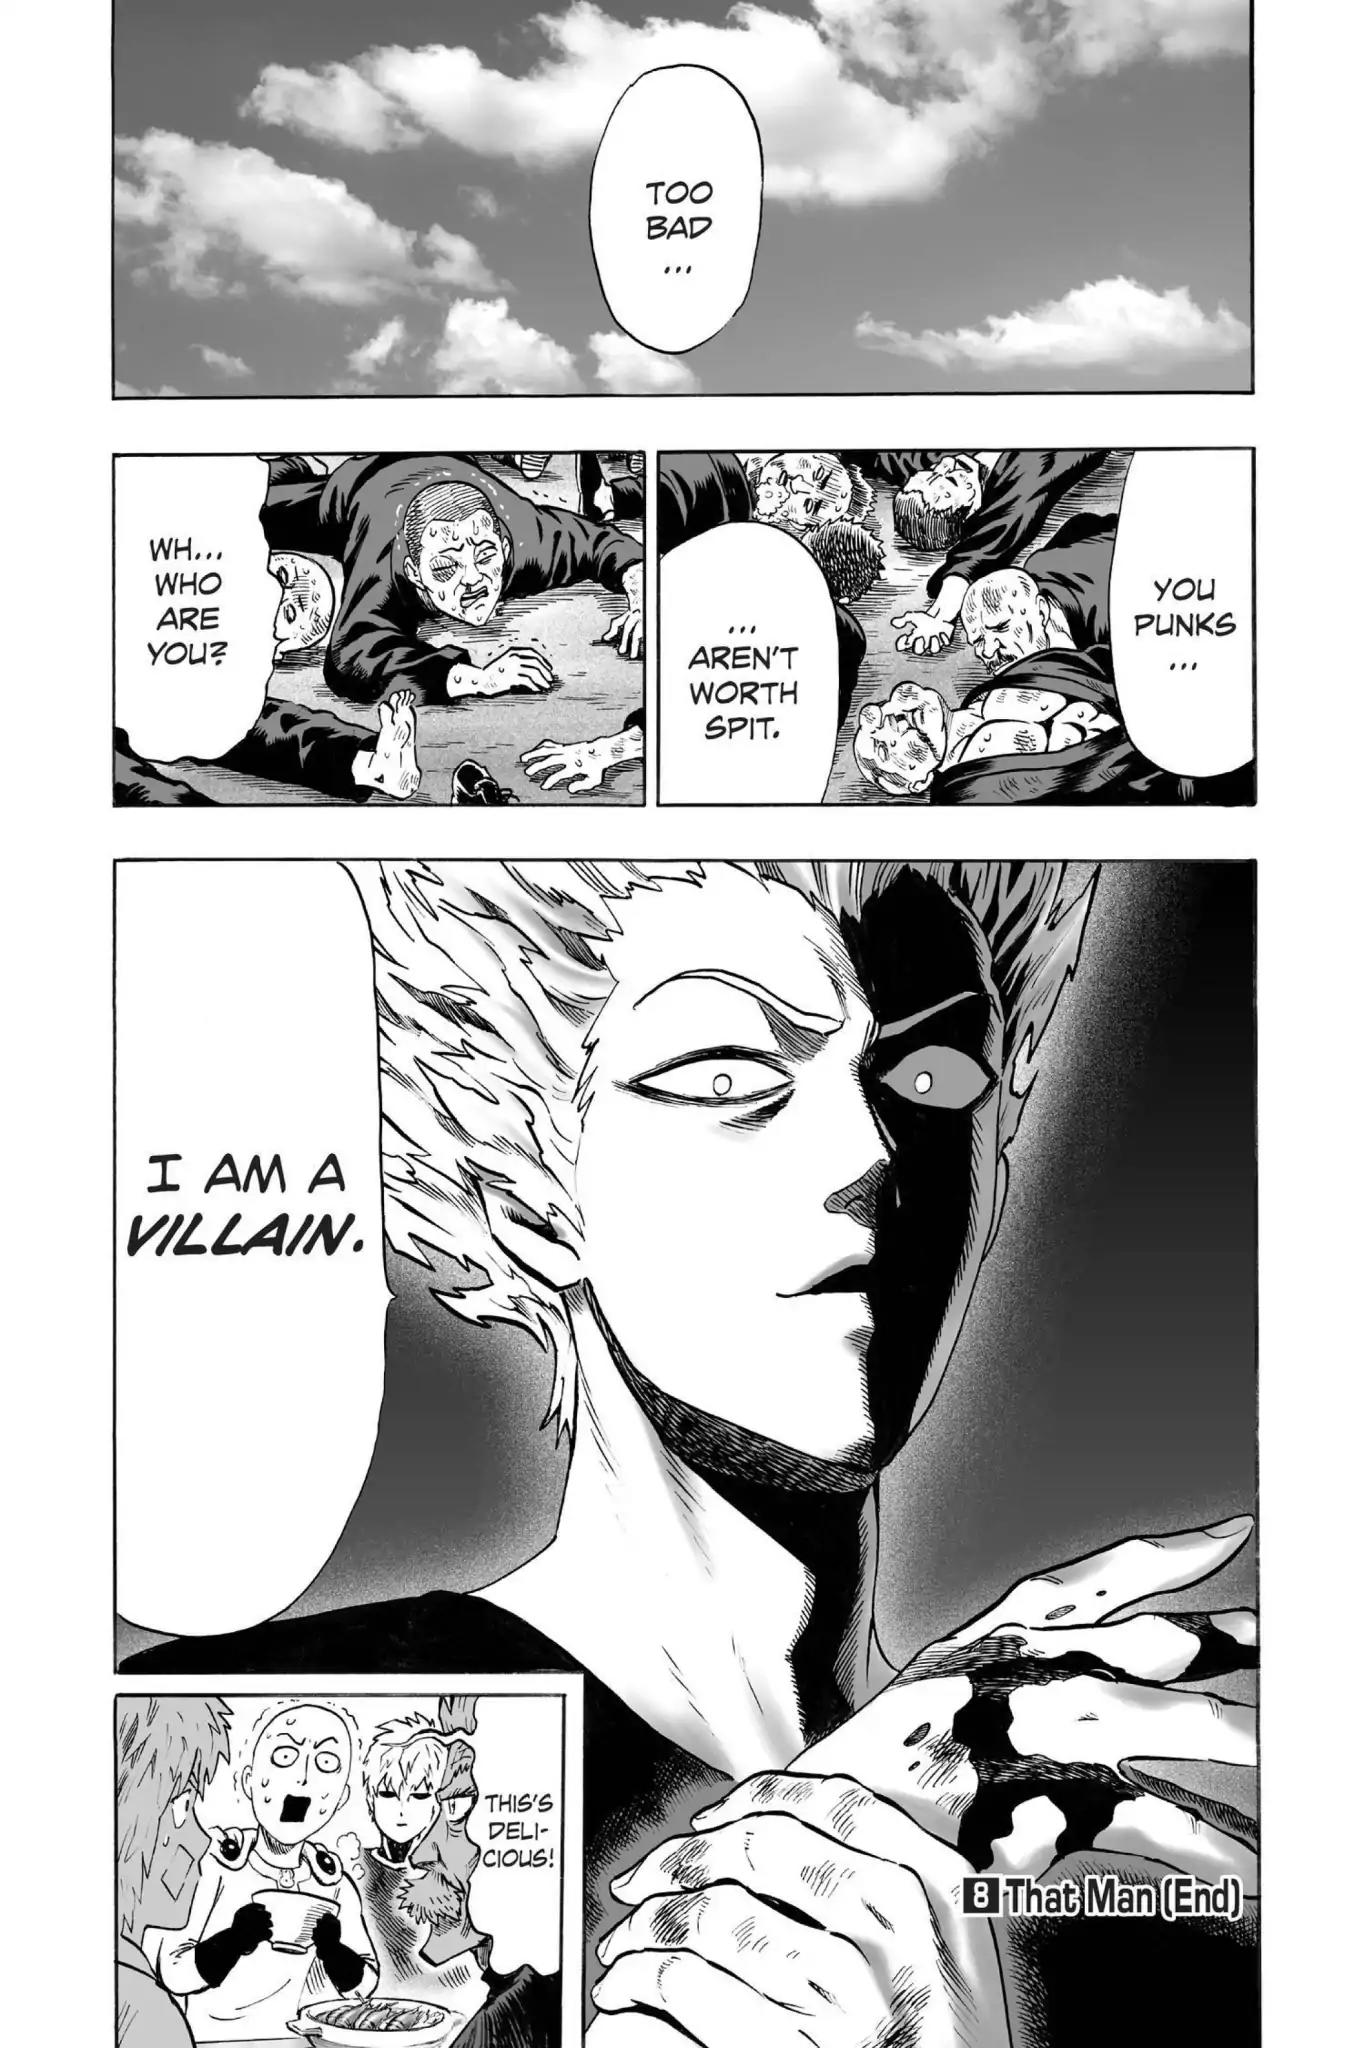 TOO
BAD
...
YOU
PUNKS
...
...
AREN'T
WORTH
SPIT.
WH...
WHO
ARE
YOU?
I AM A
VILLAIN.
THIS'S
DELI-
CIOUS!
8 That Man (End)